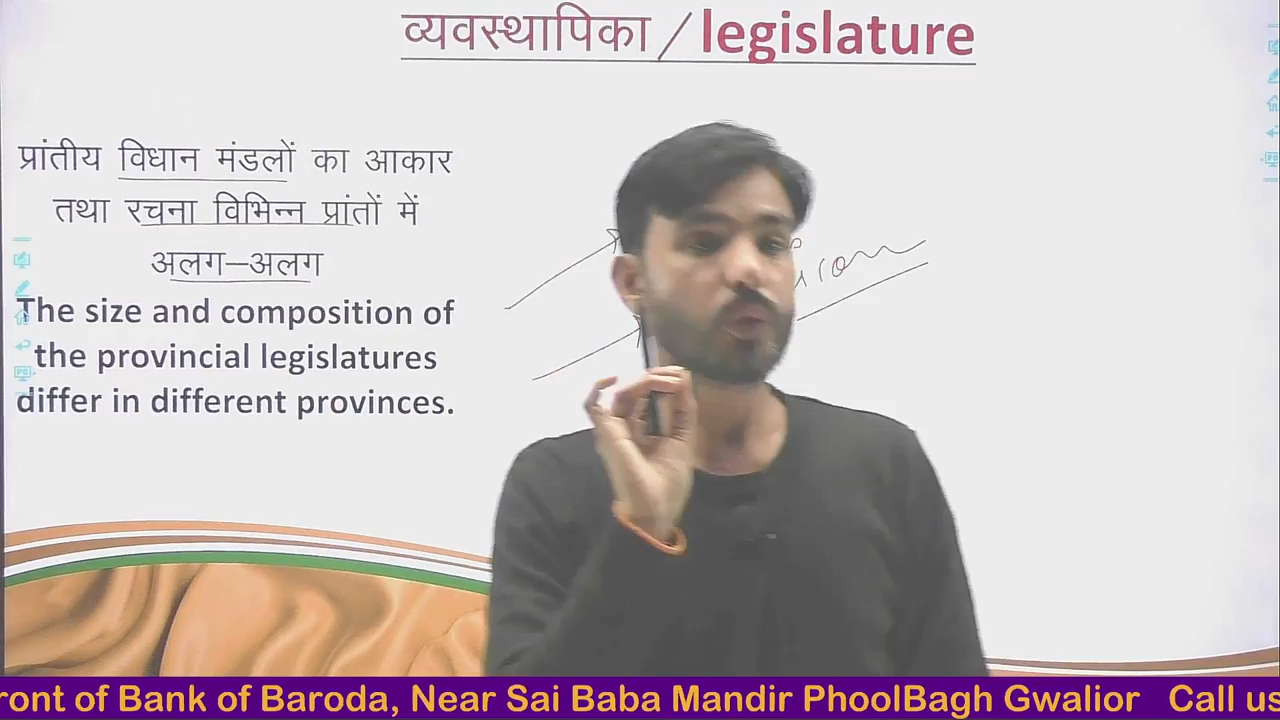 व्यवस्थापिका / legislature
प्रांतीय विधान मंडलों का आकार
तथा रचना विभिन्न प्रांतों में
अलग–अलग
The size and composition of
the provincial legislatures
differ in different provinces.
ront of Bank of Baroda, Near Sai Baba Mandir PhoolBagh Gwalior Call us